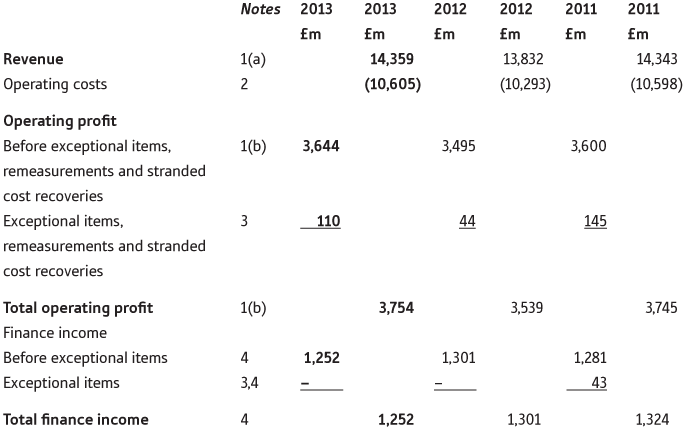 Notes 2013 2013 2012 2012 2011 2011
£m £m £m £m £m £m
Revenue 1(a) 14,359 13,832 14,343
Operating costs 2 (10,605) (10,293) (10,598)
Operating profit
Before exceptional items, 1(b) 3,644 3,495 3,600
remeasurements and stranded
cost recoveries
Exceptional items, 3 110 44 145
remeasurements and stranded
cost recoveries
Total operating profit 1(b) 3,754 3,539 3,745
Finance income
Before exceptional items 4 1,252 1,301 1,281
Exceptional items 3,4 – – 43
Total finance income 4 1,252 1,301 1,324